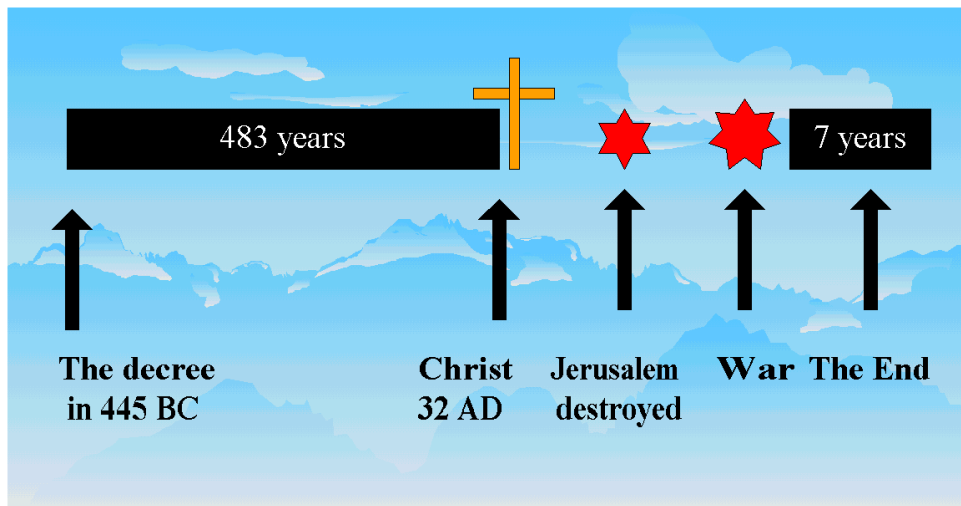 483 years
7 years
The decree
in 445 BC
Christ
32 AD
Jerusalem
destroyed
War
The End